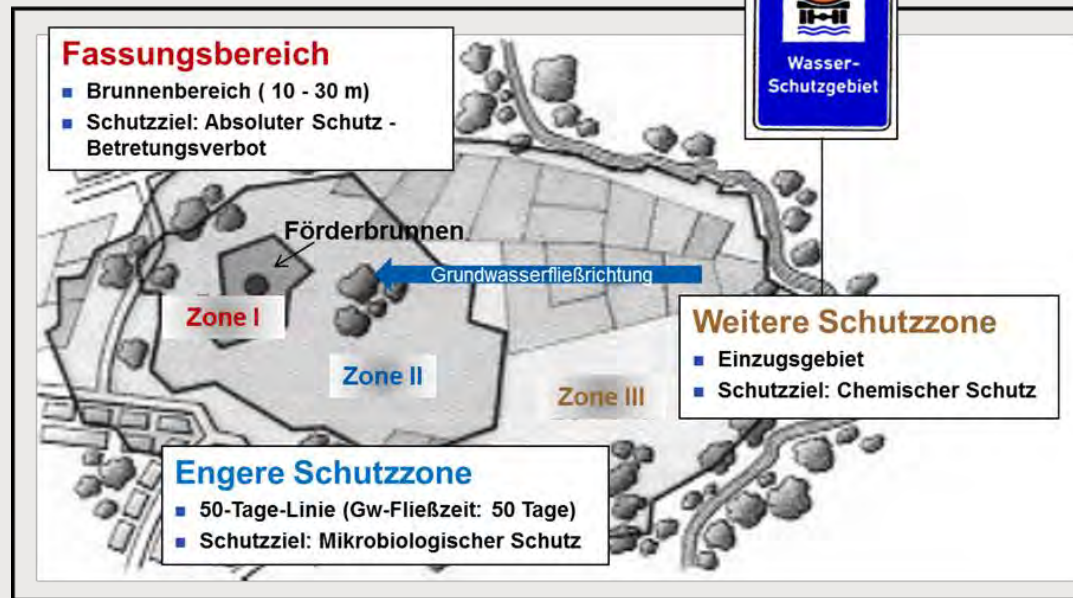 Fassungsbereich
Brunnenbereich ( 10 - 30 m)
Schutzziel: Absoluter Schutz -
Betretungsverbot
Wasser-
Schutzgebiet
Förderbrunnen
Grundwasserfließrichtung
Zone I
Zone II
Zone III
Weitere Schutzzone
Einzugsgebiet
Schutzziel: Chemischer Schutz
Engere Schutzzone
50-Tage-Linie (Gw-Fließzeit: 50 Tage)
Schutzziel: Mikrobiologischer Schutz